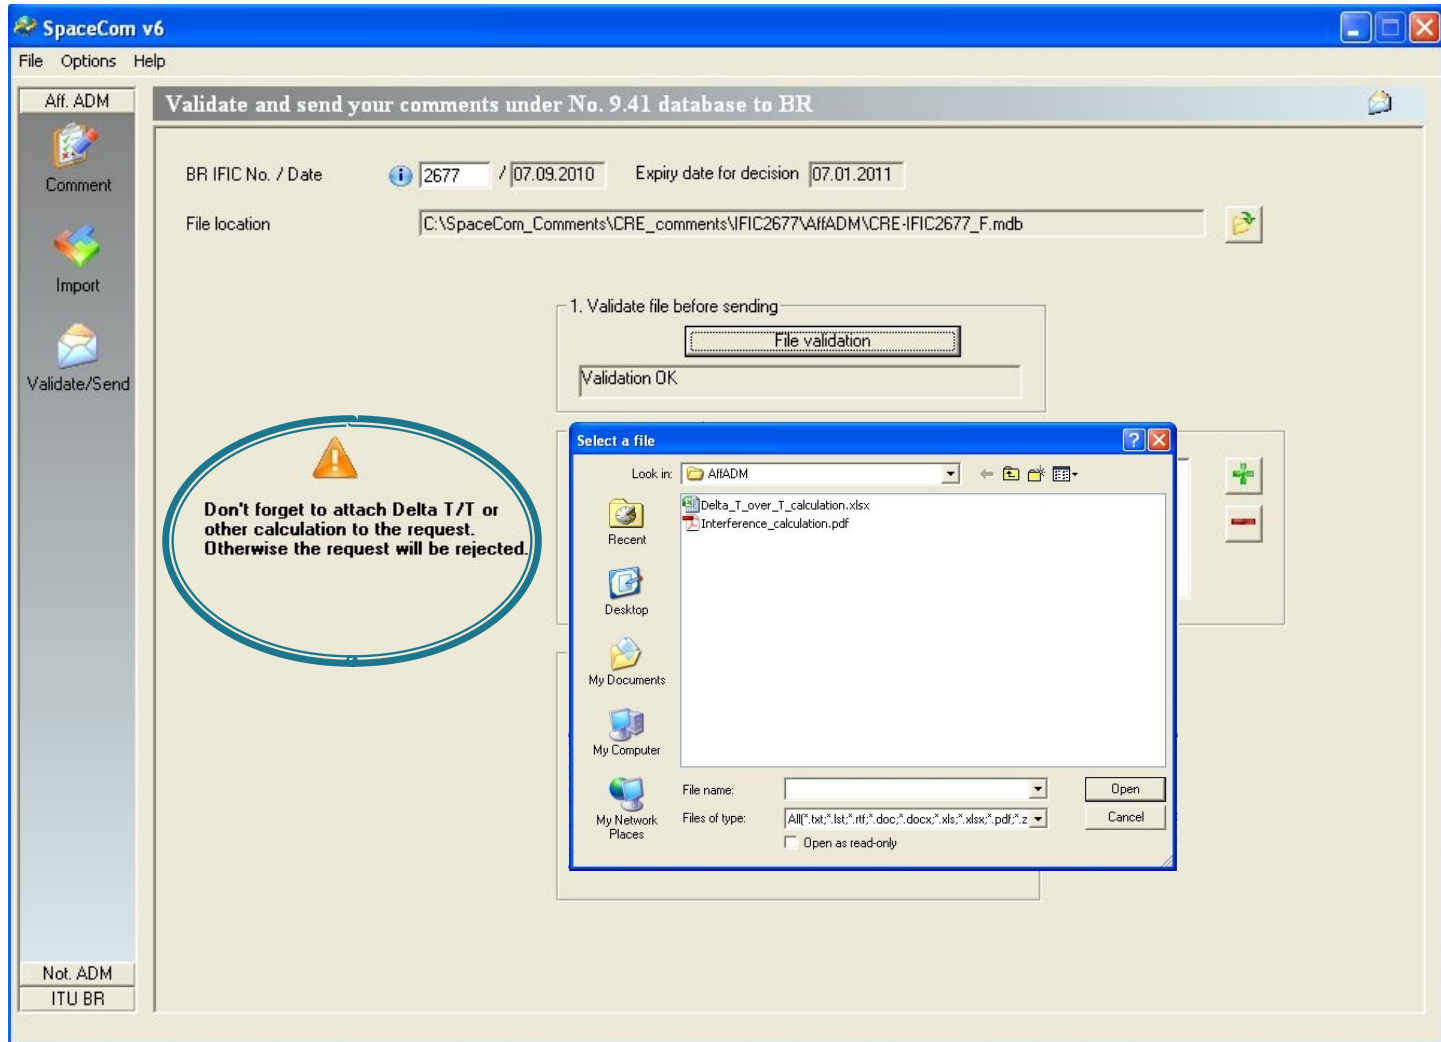 SpaceCom v6
File Options Help
Aff. ADM
Validate and send your comments under No. 9.41 database to BR
Comment
Import
Validate/Send
BR IFIC No. / Date
2677 / 07.09.2010
Expiry date for decision 07.01.2011
File location
C:\SpaceCom_Comments\CRE_comments\IFIC2677\AffADM\CRE-IFIC2677_F.mdb
1. Validate file before sending
File validation
Validation OK
Don't forget to attach Delta T/T or
other calculation to the request.
Otherwise the request will be rejected.
Select a file
Look in: AffADM
Delta_T_over_T_calculation.xlsx
Interference_calculation.pdf
Recent
Desktop
My Documents
My Computer
My Network
Places
File name:
Open
Files of type: All(*.txt;*.lst;*.rtf;*.doc;*.docx;*.xls;*.xlsx;*.pdf;*.z
Cancel
Open as read-only
Not. ADM
ITU BR